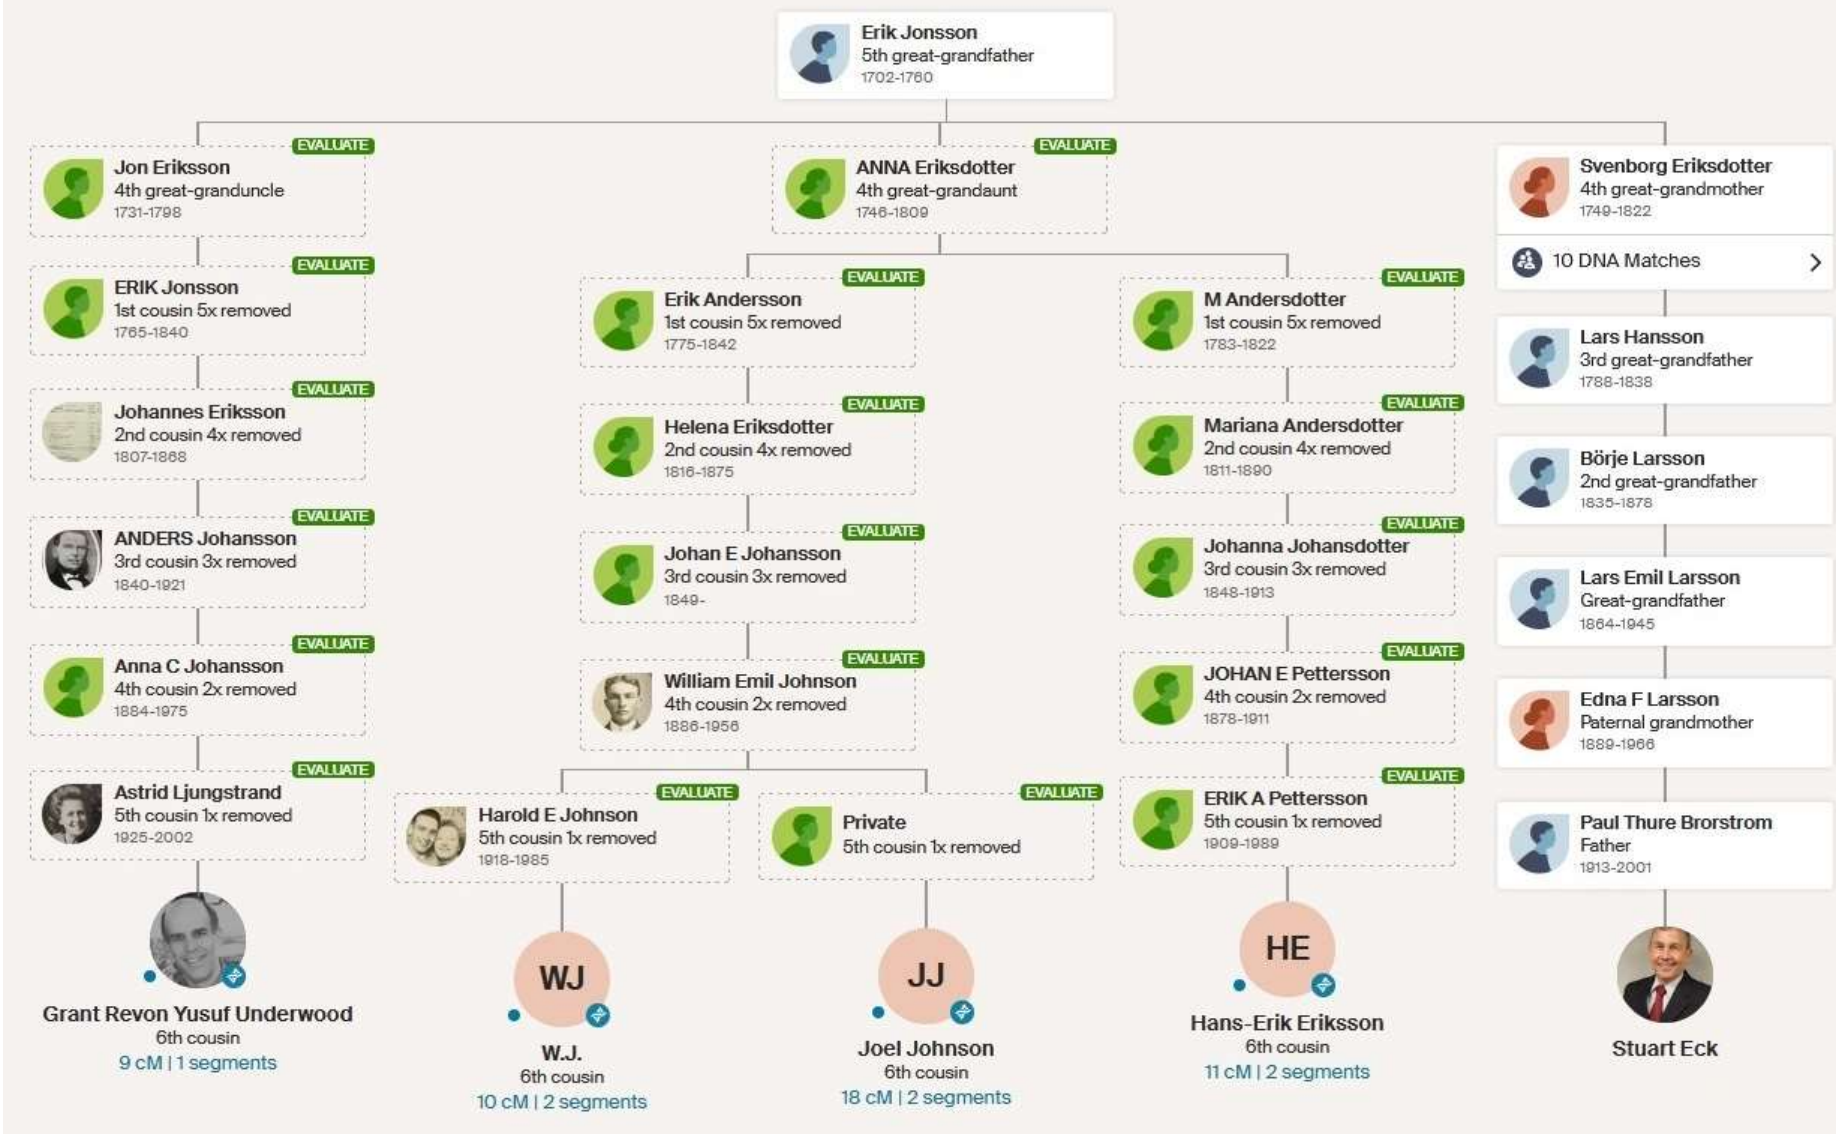 Erik Jonsson
5th great-grandfather
1702-1760
EVALUATE
Jon Eriksson
4th great-granduncle
1731-1798
EVALUATE
ERIK Jonsson
1st cousin 5x removed
1765-1840
EVALUATE
Johannes Eriksson
2nd cousin 4x removed
1807-1868
EVALUATE
ANDERS Johansson
3rd cousin 3x removed
1840-1921
EVALUATE
Anna C Johansson
4th cousin 2x removed
1884-1975
EVALUATE
Astrid Ljungstrand
5th cousin 1x removed
1925-2002
Grant Revon Yusuf Underwood
6th cousin
9 cM | 1 segments
EVALUATE
ANNA Eriksdotter
4th great-grandaunt
1746-1809
EVALUATE
Erik Andersson
1st cousin 5x removed
1775-1842
EVALUATE
Helena Eriksdotter
2nd cousin 4x removed
1816-1875
EVALUATE
Johan E Johansson
3rd cousin 3x removed
1849-
EVALUATE
William Emil Johnson
4th cousin 2x removed
1886-1956
EVALUATE
Harold E Johnson
5th cousin 1x removed
1918-1985
WJ
W.J.
6th cousin
10 cM | 2 segments
EVALUATE
Private
5th cousin 1x removed
JJ
Joel Johnson
6th cousin
18 cM | 2 segments
EVALUATE
M Andersdotter
1st cousin 5x removed
1783-1822
EVALUATE
Mariana Andersdotter
2nd cousin 4x removed
1811-1890
EVALUATE
Johanna Johansdotter
3rd cousin 3x removed
1848-1913
EVALUATE
JOHAN E Pettersson
4th cousin 2x removed
1878-1911
EVALUATE
ERIK A Pettersson
5th cousin 1x removed
1909-1989
HE
Hans-Erik Eriksson
6th cousin
11 cM | 2 segments
Svenborg Eriksdotter
4th great-grandmother
1749-1822
10 DNA Matches
Lars Hansson
3rd great-grandfather
1788-1838
Börje Larsson
2nd great-grandfather
1835-1878
Lars Emil Larsson
Great-grandfather
1864-1945
Edna F Larsson
Paternal grandmother
1889-1966
Paul Thure Brorstrom
Father
1913-2001
Stuart Eck